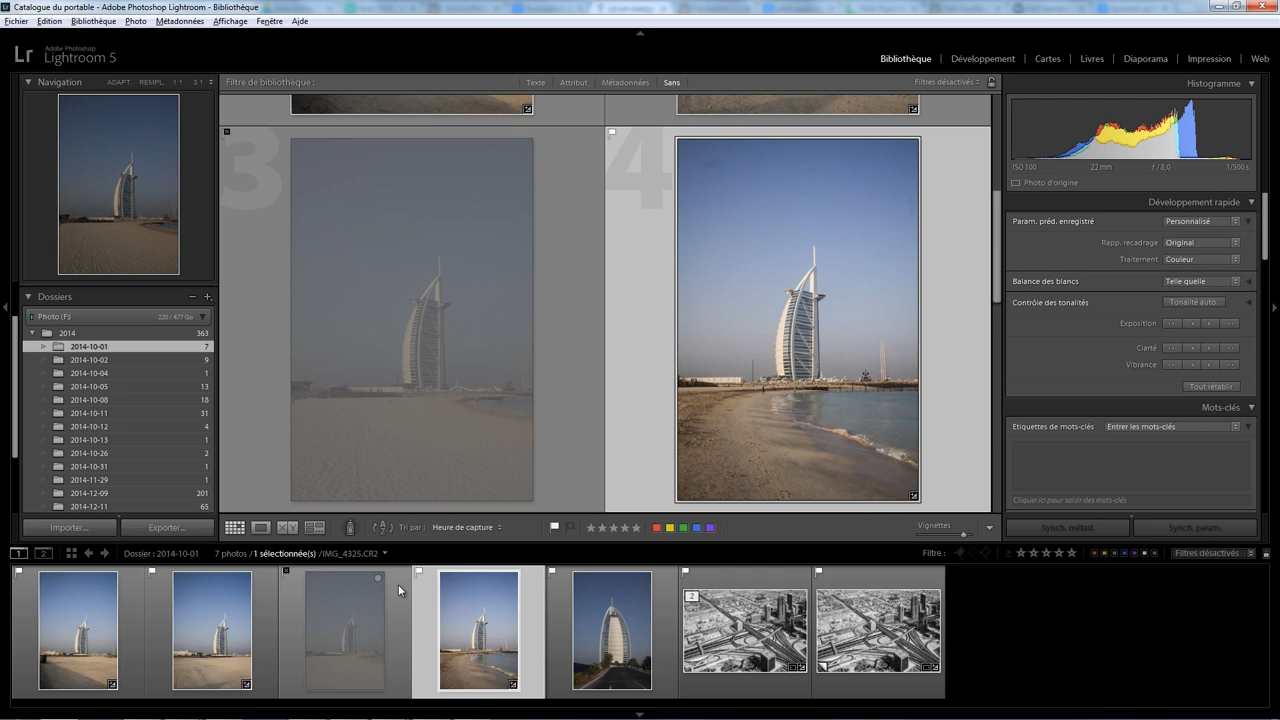 Catalogue du portable - Adobe Photoshop Lightroom - Bibliothèque
Fichier Edition Bibliothèque Photo Métadonnées Affichage Fenêtre Aide
Lr Adobe Photoshop
Lightroom 5
Bibliothèque | Développement | Cartes | Livres | Diaporama | Impression | Web
Navigation ADAPT. REMPL. 1:1 3:1
Filtre de bibliothèque : Texte Attribut Métadonnées Sans Filtres désactivés
Histogramme
3
4
ISO 100 22mm ƒ / 8,0 1/500 s
Photo d'origine
Développement rapide
Param. préd. enregistré Personnalisé
Rapp. recadrage Original
Traitement Couleur
Balance des blancs Telle quelle
Contrôle des tonalités Tonalité auto.
Exposition
Clarté
Vibrance
Tout rétablir
Mots-clés
Etiquettes de mots-clés Entrer les mots-clés
Cliquer ici pour saisir des mots-clés
Synch. métad. Synch. param.
Dossiers
Photo (F:) 220 / 477 Go
2014 363
2014-10-01 7
2014-10-02 9
2014-10-04 1
2014-10-05 13
2014-10-08 18
2014-10-11 31
2014-10-12 4
2014-10-13 1
2014-10-26 2
2014-10-31 1
2014-11-29 1
2014-12-09 201
2014-12-11 65
Importer... Exporter...
Tri par : Heure de capture
Vignettes
1 2 Dossier : 2014-10-01 7 photos / 1 sélectionnée(s) / IMG_4325.CR2
Filtre : Filtres désactivés
2